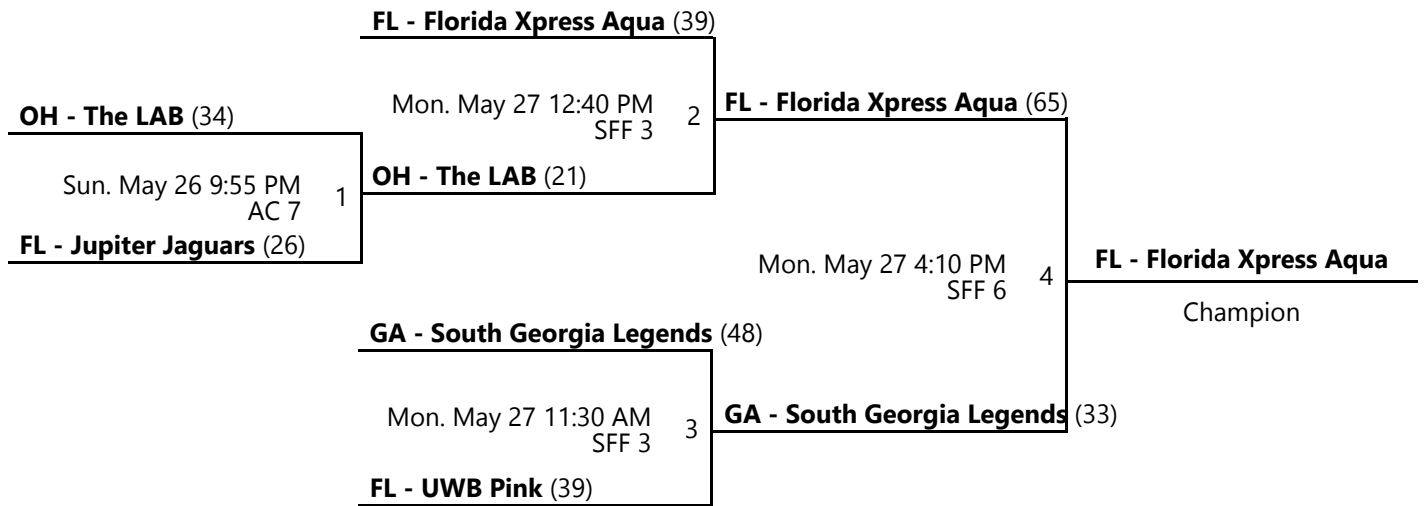 FL - Florida Xpress Aqua (39)
Mon. May 27 12:40 PM
SFF 3
2
FL - Florida Xpress Aqua (65)
OH - The LAB (34)
Sun. May 26 9:55 PM
AC 7
1
OH - The LAB (21)
FL - Jupiter Jaguars (26)
Mon. May 27 4:10 PM
SFF 6
4
FL - Florida Xpress Aqua
Champion
GA - South Georgia Legends (48)
Mon. May 27 11:30 AM
SFF 3
3
GA - South Georgia Legends (33)
FL - UWB Pink (39)